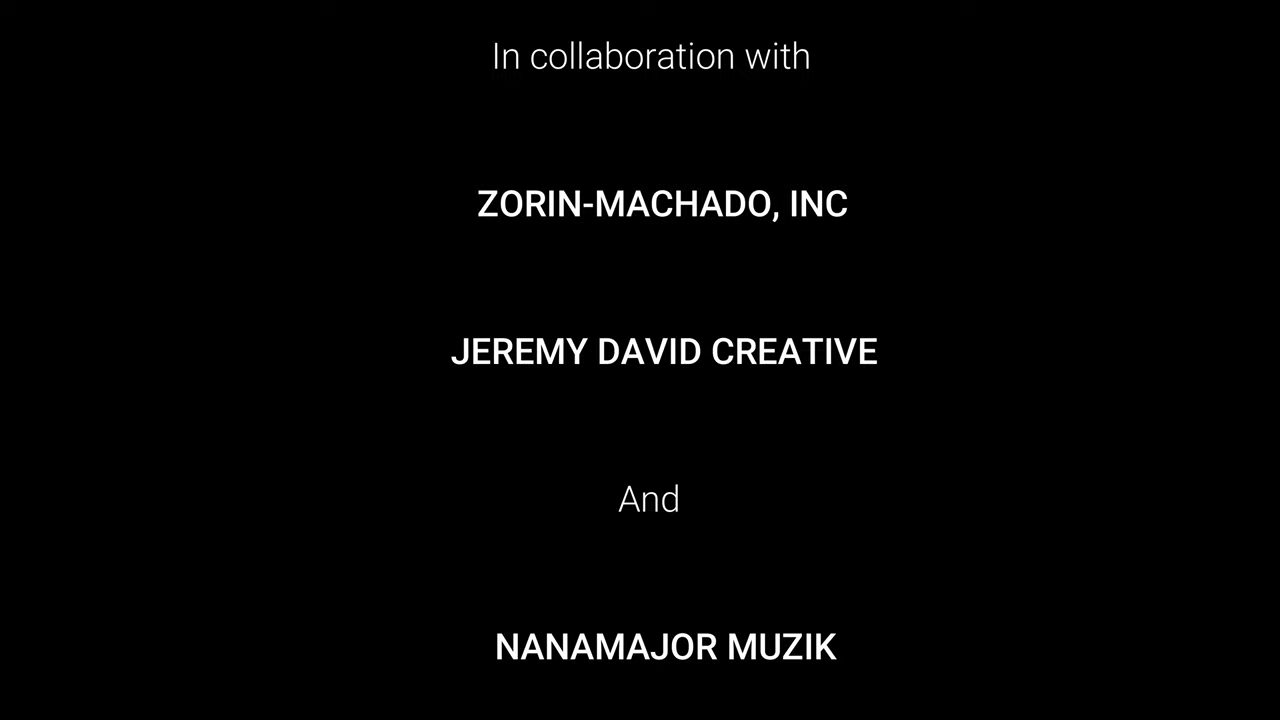 In collaboration with
ZORIN-MACHADO, INC
JEREMY DAVID CREATIVE
And
NANAMAJOR MUZIK